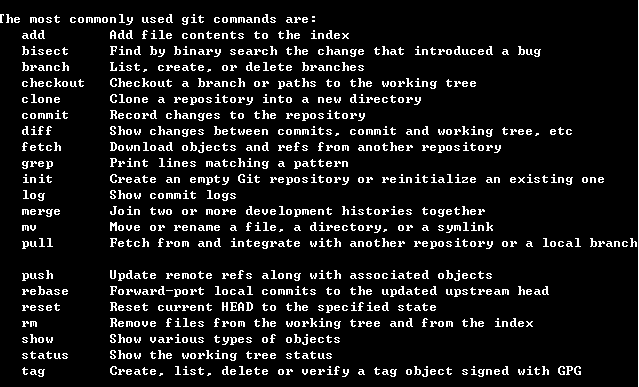 The most commonly used git commands are:
add Add file contents to the index
bisect Find by binary search the change that introduced a bug
branch List, create, or delete branches
checkout Checkout a branch or paths to the working tree
clone Clone a repository into a new directory
commit Record changes to the repository
diff Show changes between commits, commit and working tree, etc
fetch Download objects and refs from another repository
grep Print lines matching a pattern
init Create an empty Git repository or reinitialize an existing one
log Show commit logs
merge Join two or more development histories together
mv Move or rename a file, a directory, or a symlink
pull Fetch from and integrate with another repository or a local branch
push Update remote refs along with associated objects
rebase Forward-port local commits to the updated upstream head
reset Reset current HEAD to the specified state
rm Remove files from the working tree and from the index
show Show various types of objects
status Show the working tree status
tag Create, list, delete or verify a tag object signed with GPG